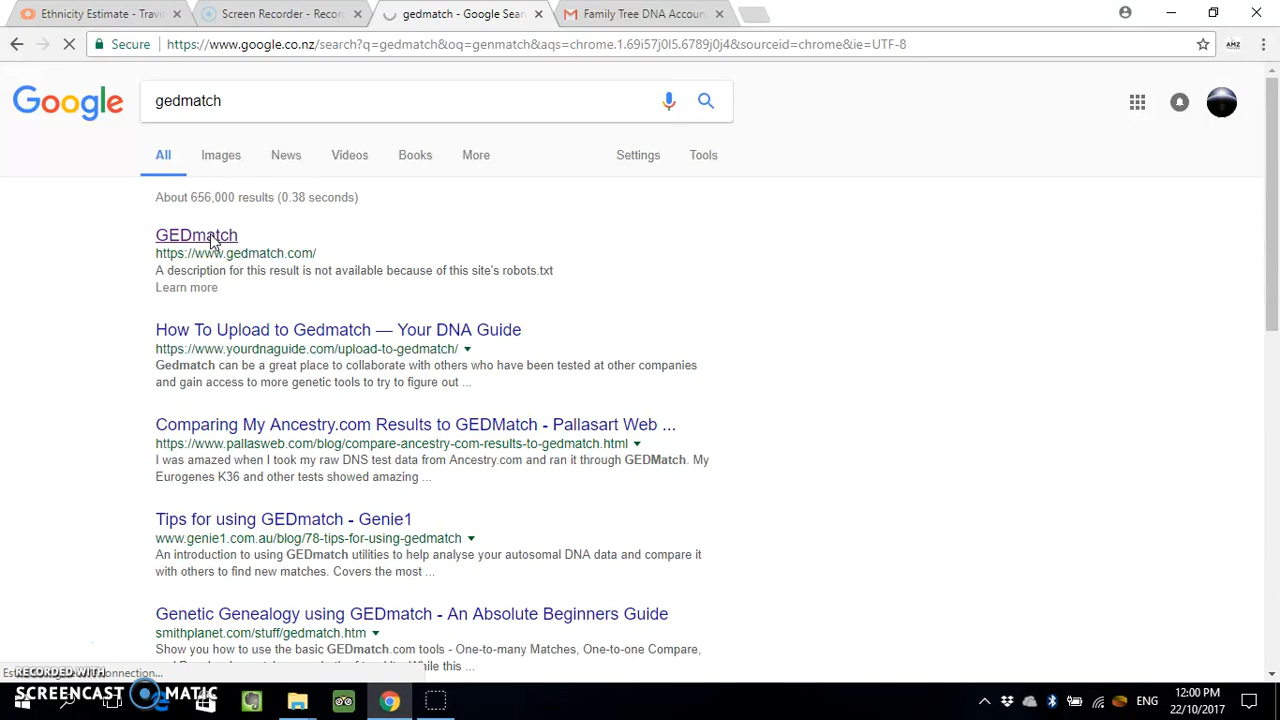 Ethnicity Estimate - Travi
Screen Recorder - Record
gedmatch - Google Sear
Family Tree DNA Accoun
Secure
https://www.google.co.nz/search?q=gedmatch&oq=genmatch&aqs=chrome.1.69i57j0l5.6789j0j4&sourceid=chrome&ie=UTF-8
AMZ
Google
gedmatch
All Images News Videos Books More Settings Tools
About 656,000 results (0.38 seconds)
GEDmatch
https://www.gedmatch.com/
A description for this result is not available because of this site's robots.txt
Learn more
How To Upload to Gedmatch — Your DNA Guide
https://www.yourdnaguide.com/upload-to-gedmatch/
Gedmatch can be a great place to collaborate with others who have been tested at other companies
and gain access to more genetic tools to try to figure out ...
Comparing My Ancestry.com Results to GEDMatch - Pallasart Web ...
https://www.pallasweb.com/blog/compare-ancestry-com-results-to-gedmatch.html
I was amazed when I took my raw DNS test data from Ancestry.com and ran it through GEDMatch. My
Eurogenes K36 and other tests showed amazing ...
Tips for using GEDmatch - Genie1
www.genie1.com.au/blog/78-tips-for-using-gedmatch
An introduction to using GEDmatch utilities to help analyse your autosomal DNA data and compare it
with others to find new matches. Covers the most ...
Genetic Genealogy using GEDmatch - An Absolute Beginners Guide
smithplanet.com/stuff/gedmatch.htm
Show you how to use the basic GEDmatch.com tools - One-to-many Matches, One-to-one Compare,
While this ...
RECORDED WITH
SCREENCAST MATIC
ENG
12:00 PM
22/10/2017